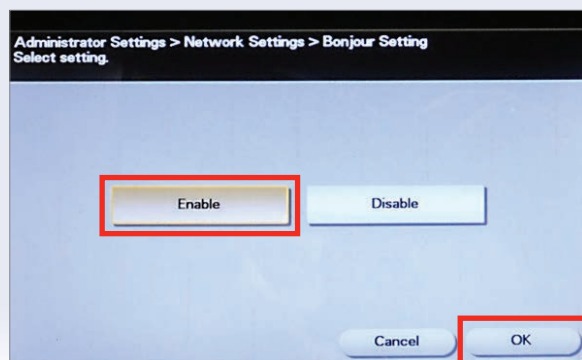 Administrator Settings > Network Settings > Bonjour Setting
Select setting.
Enable
Disable
Cancel
OK